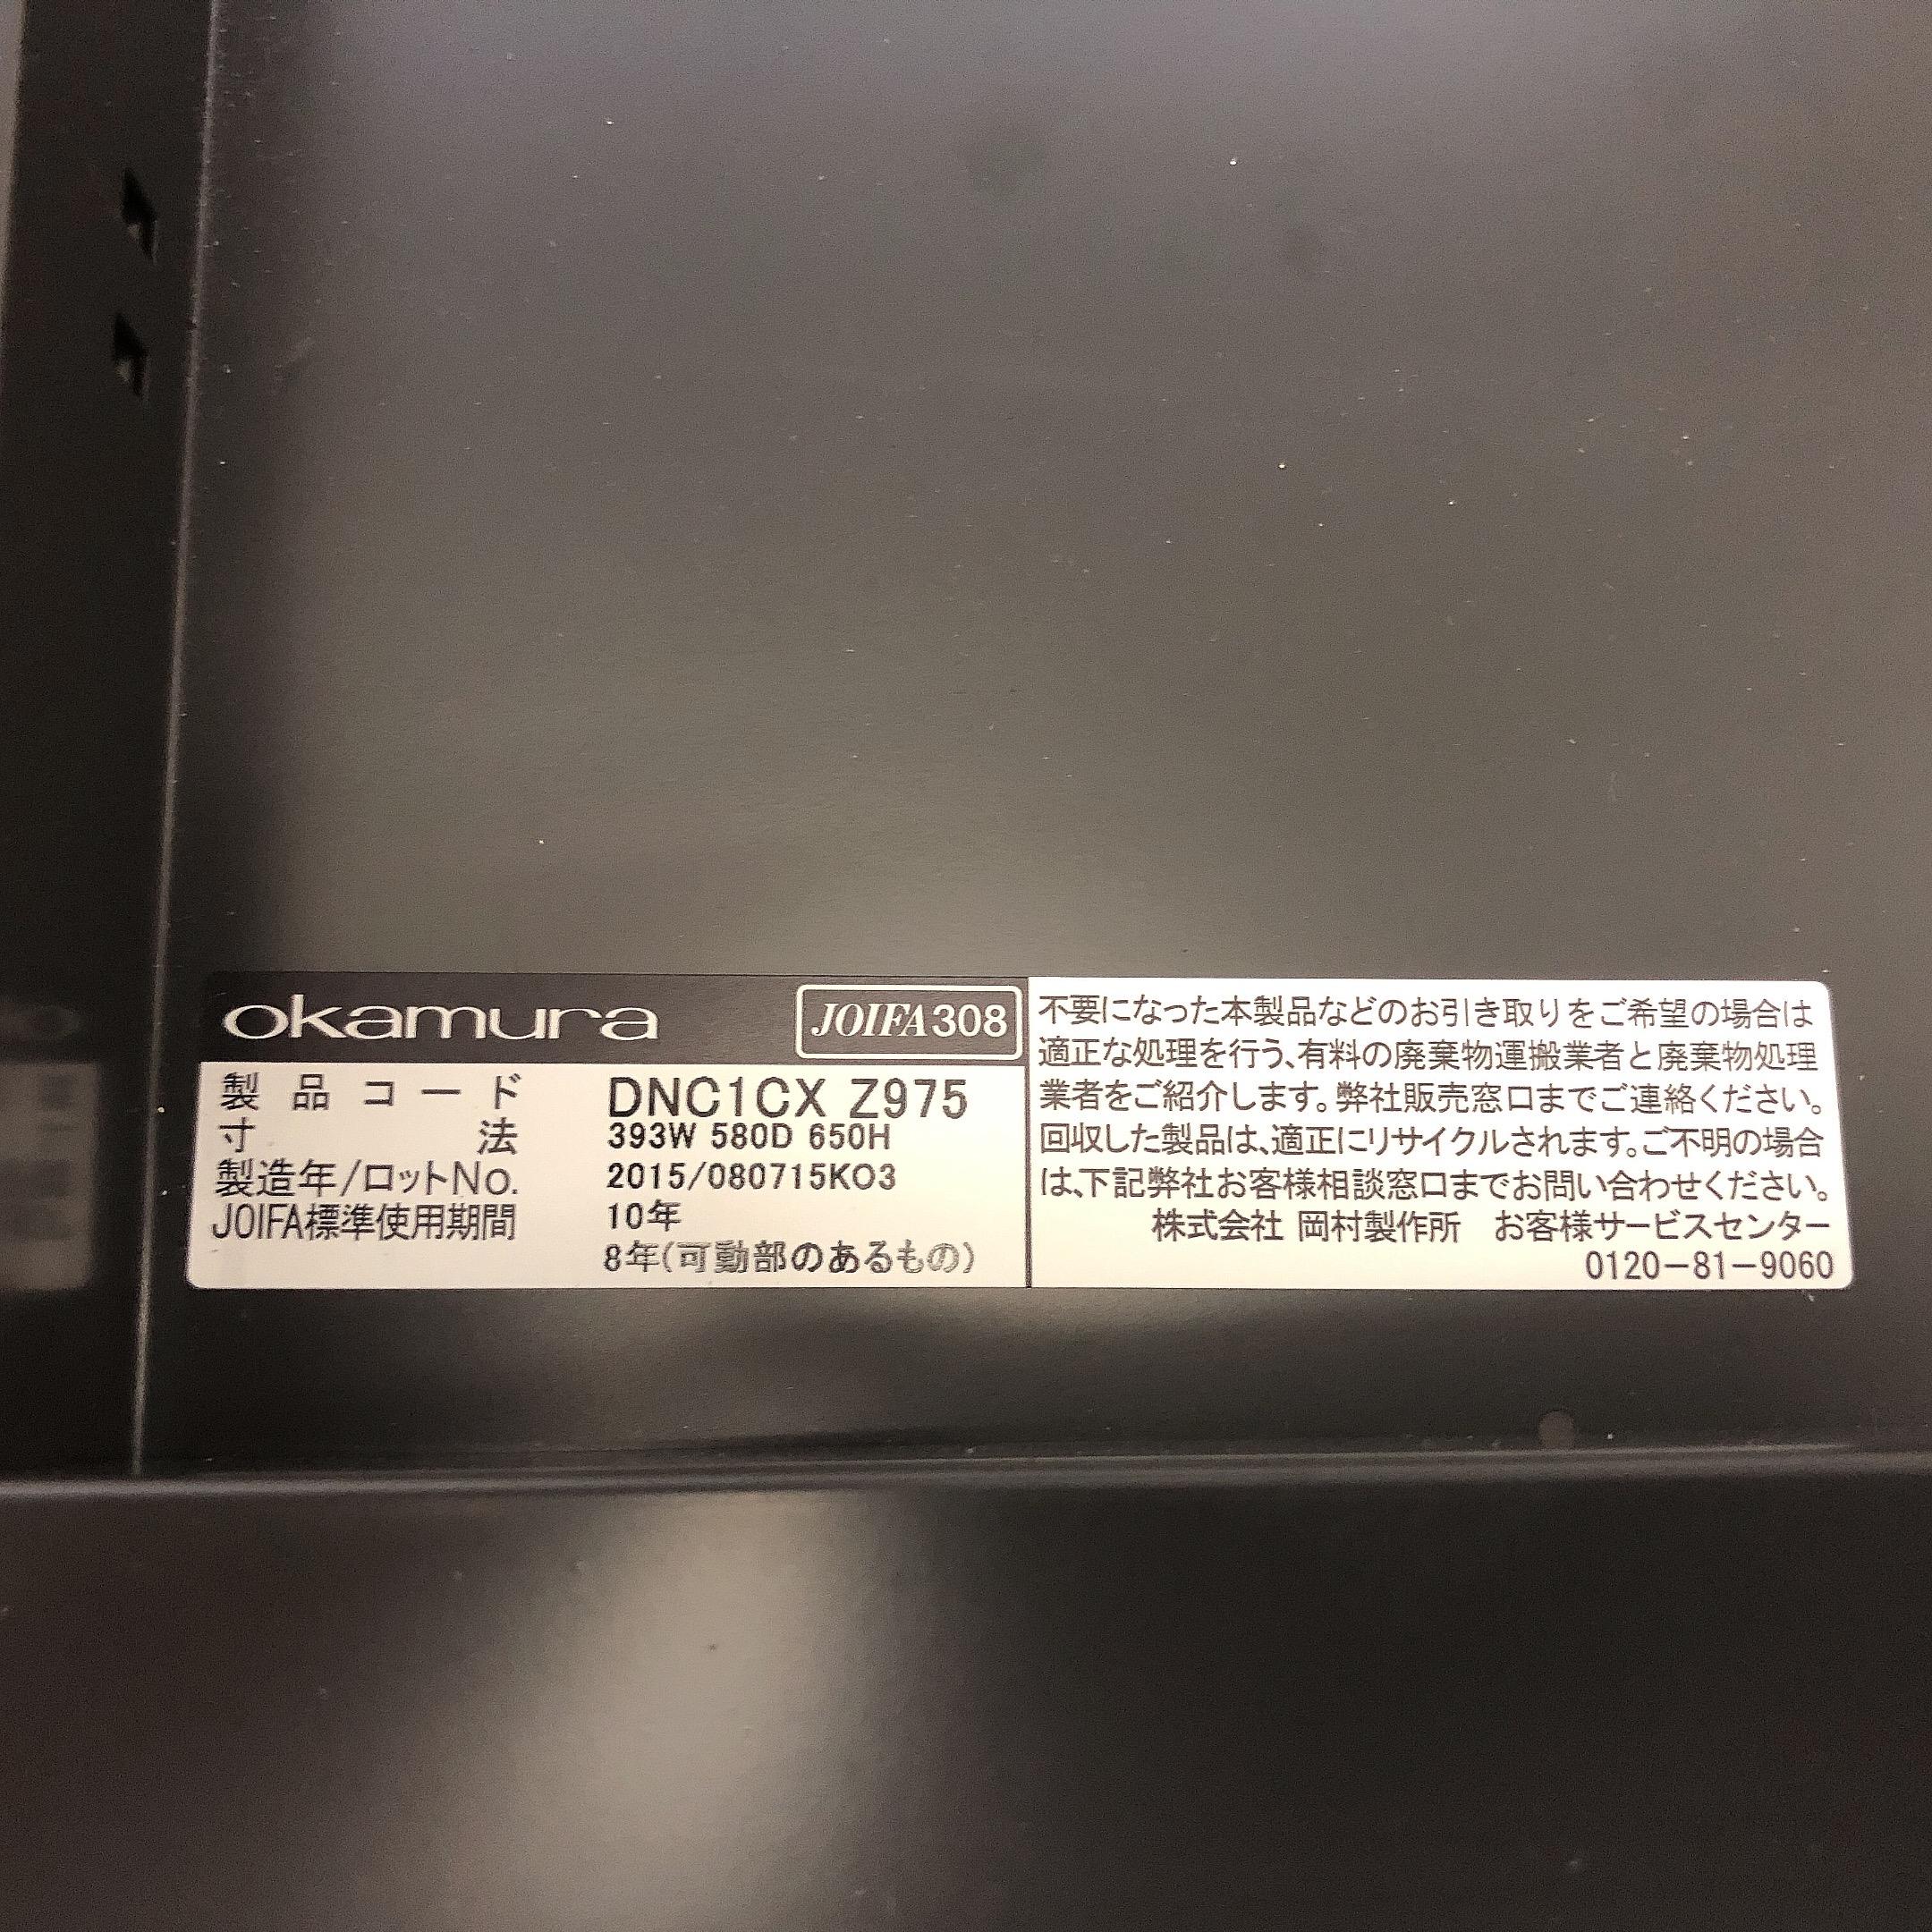 okamura JOIFA308
製品コード DNC1CX Z975
寸法 393W 580D 650H
製造年/ロットNo. 2015/080715KO3
JOIFA標準使用期間 10年
8年(可動部のあるもの)
不要になった本製品などのお引き取りをご希望の場合は
適正な処理を行う、有料の廃棄物運搬業者と廃棄物処理
業者をご紹介します。弊社販売窓口までご連絡ください。
回収した製品は、適正にリサイクルされます。ご不明の場合
は、下記弊社お客様相談窓口までお問い合わせください。
株式会社 岡村製作所 お客様サービスセンター
0120-81-9060